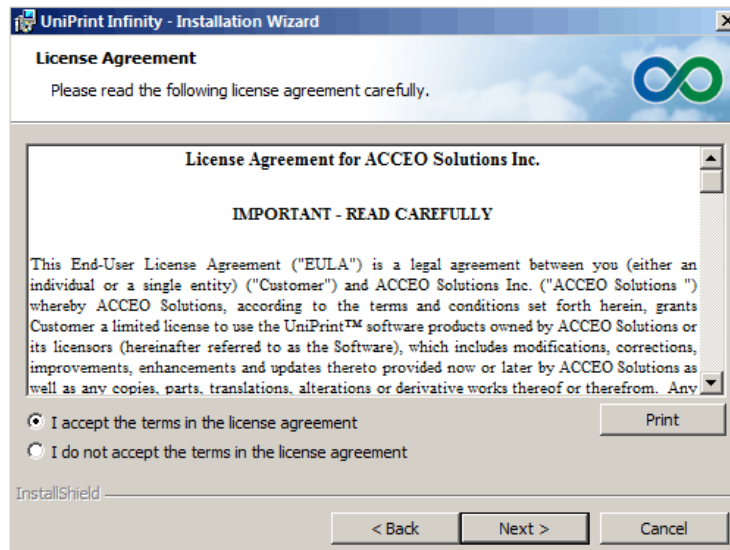 UniPrint Infinity - Installation Wizard
License Agreement
Please read the following license agreement carefully.
License Agreement for ACCEO Solutions Inc.
IMPORTANT - READ CAREFULLY
This End-User License Agreement ("EULA") is a legal agreement between you (either an
individual or a single entity) ("Customer") and ACCEO Solutions Inc. ("ACCEO Solutions ")
whereby ACCEO Solutions, according to the terms and conditions set forth herein, grants
Customer a limited license to use the UniPrint™ software products owned by ACCEO Solutions or
its licensors (hereinafter referred to as the Software), which includes modifications, corrections,
improvements, enhancements and updates thereto provided now or later by ACCEO Solutions as
well as any copies, parts, translations, alterations or derivative works thereof or therefrom. Any
I accept the terms in the license agreement
Print
I do not accept the terms in the license agreement
InstallShield
< Back
Next >
Cancel